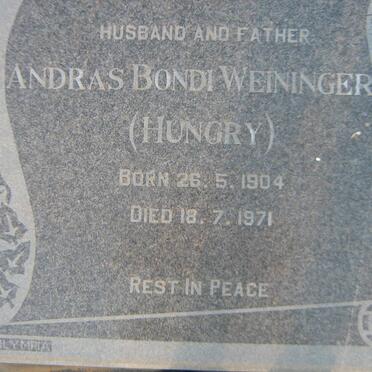 HUSBAND AND FATHER
ANDRAS BONDI WEININGER
(HUNGRY)
BORN 26. 5. 1904
DIED 18. 7. 1971
REST IN PEACE